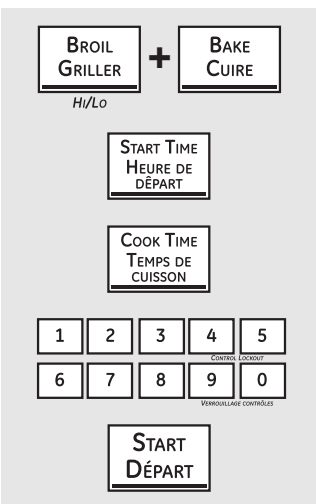 BROIL GRILLER + BAKE CUIRE
HI/LO
START TIME
HEURE DE
DÊPART
COOK TIME
TEMPS DE
CUISSON
1 2 3 4 5
CONTROL LOCKOUT
6 7 8 9 0
VERROUILLAGE CONTRÔLES
START
DÉPART